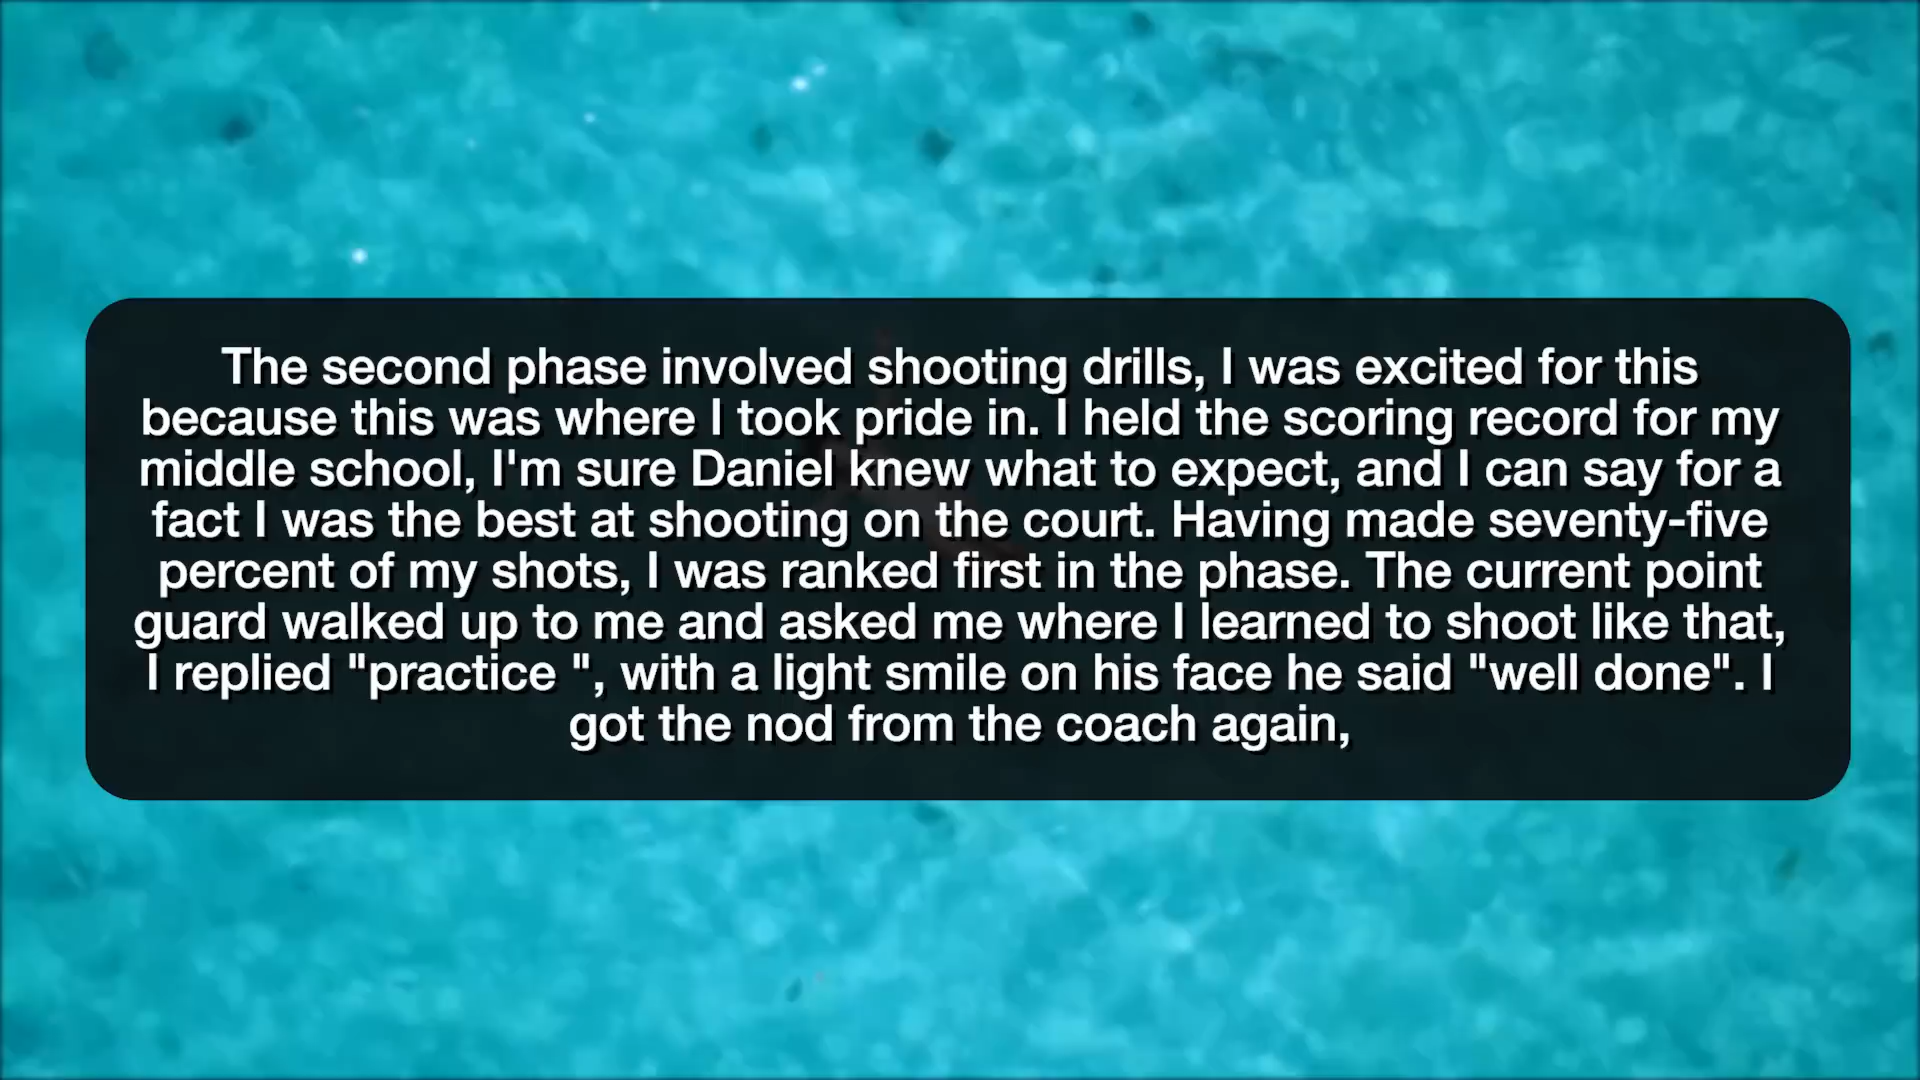 The second phase involved shooting drills, I was excited for this
because this was where I took pride in. I held the scoring record for my
middle school, I'm sure Daniel knew what to expect, and I can say for a
fact I was the best at shooting on the court. Having made seventy-five
percent of my shots, I was ranked first in the phase. The current point
guard walked up to me and asked me where I learned to shoot like that,
I replied "practice ", with a light smile on his face he said "well done". I
got the nod from the coach again,